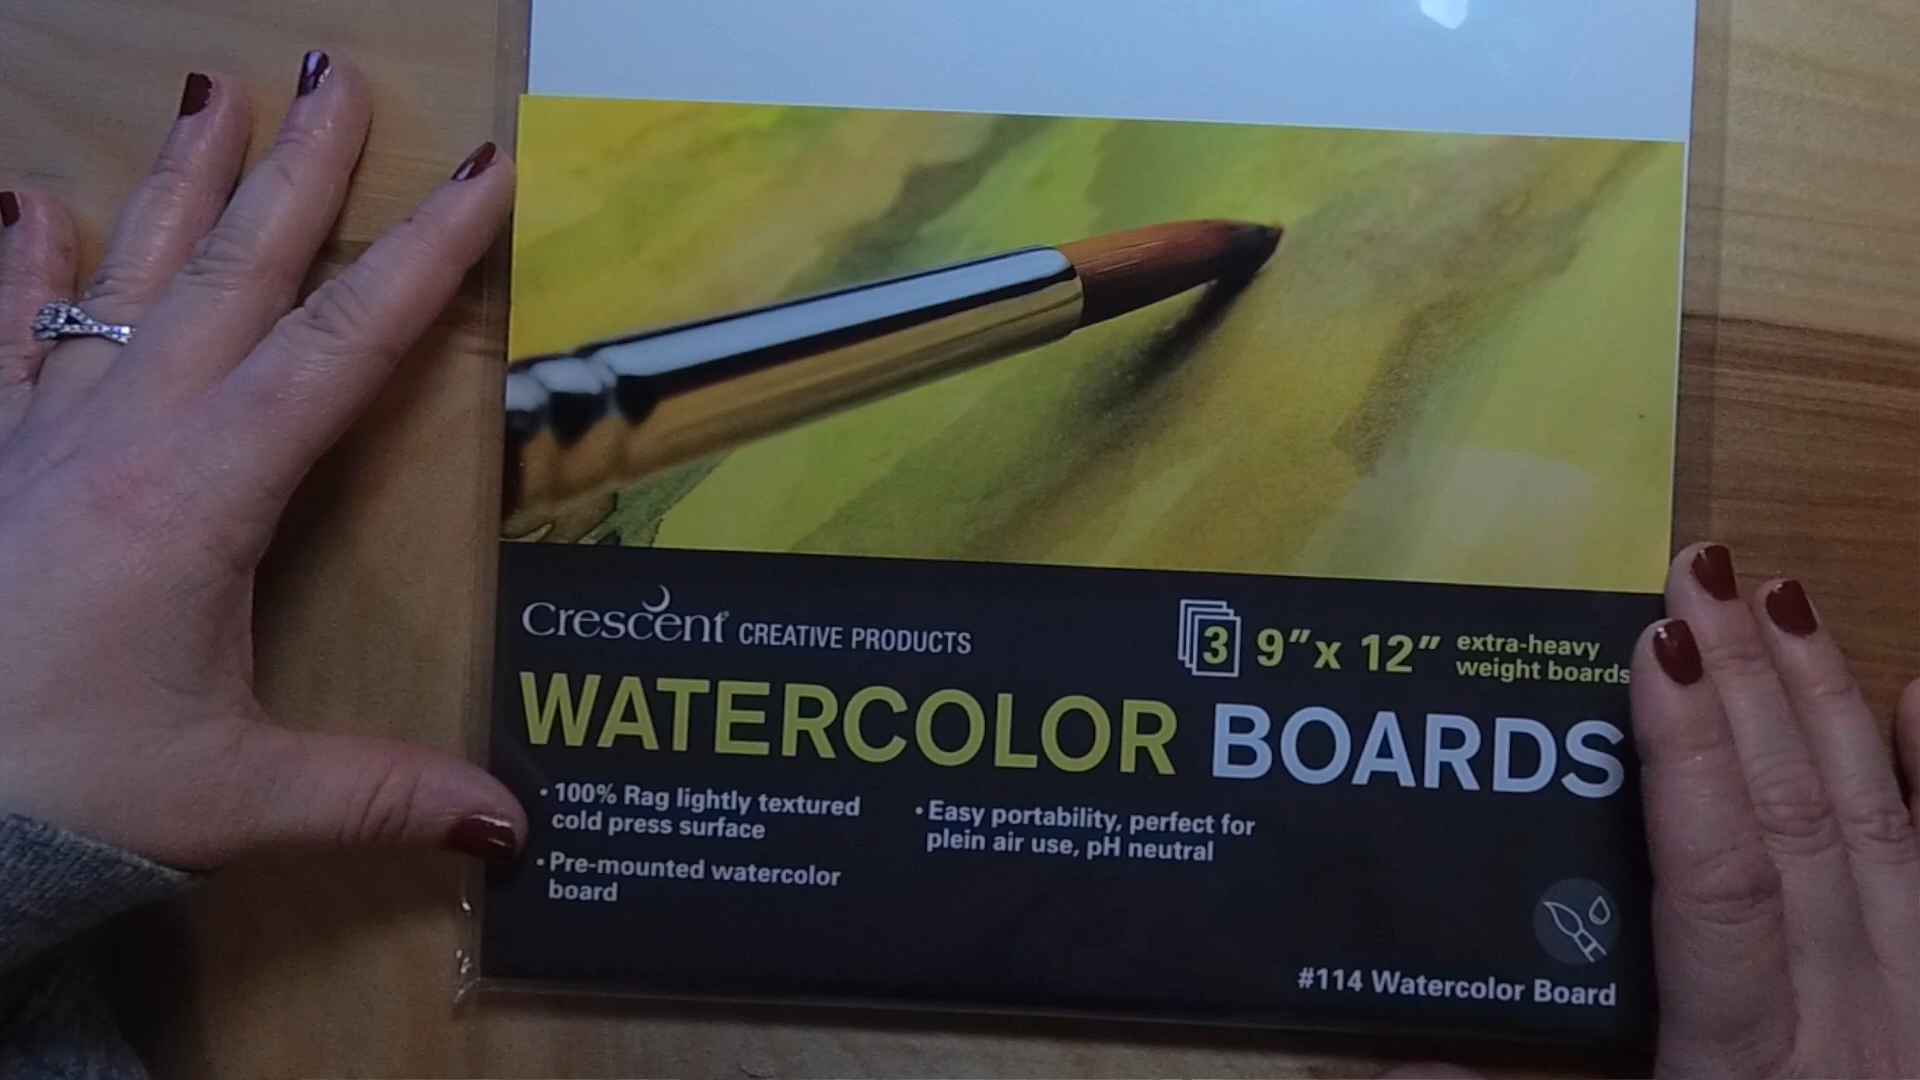 Crescent CREATIVE PRODUCTS
3 9" x 12" extra-heavy
weight boards
WATERCOLOR BOARDS
• 100% Rag lightly textured
cold press surface
• Pre-mounted watercolor
board
• Easy portability, perfect for
plein air use, pH neutral
#114 Watercolor Board